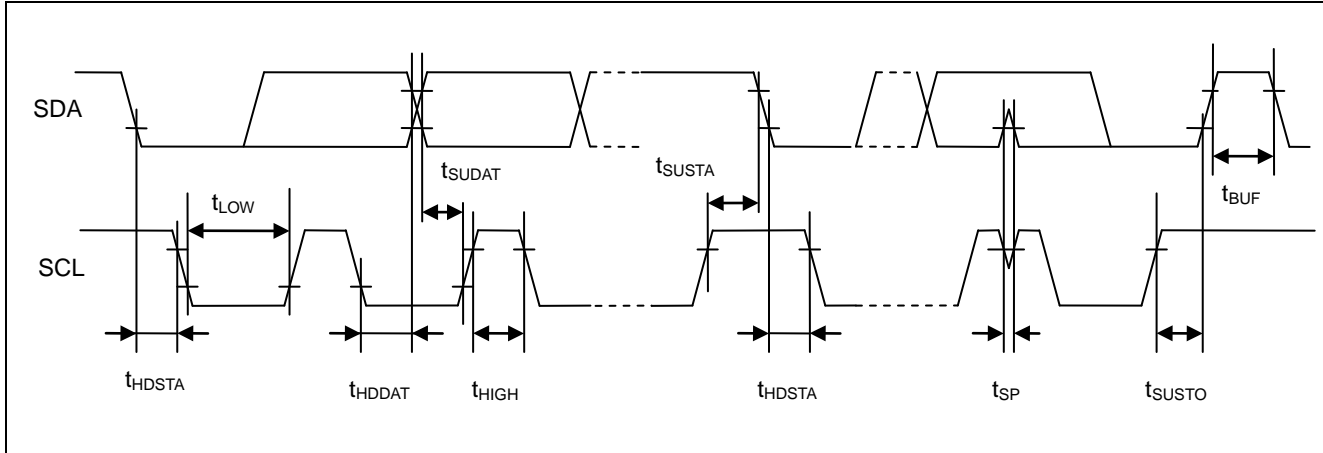 SDA
tSUDAT
tSUSTA
tBUF
tLOW
SCL
tHDSTA
tHDDAT
tHIGH
tHDSTA
tSP
tSUSTO